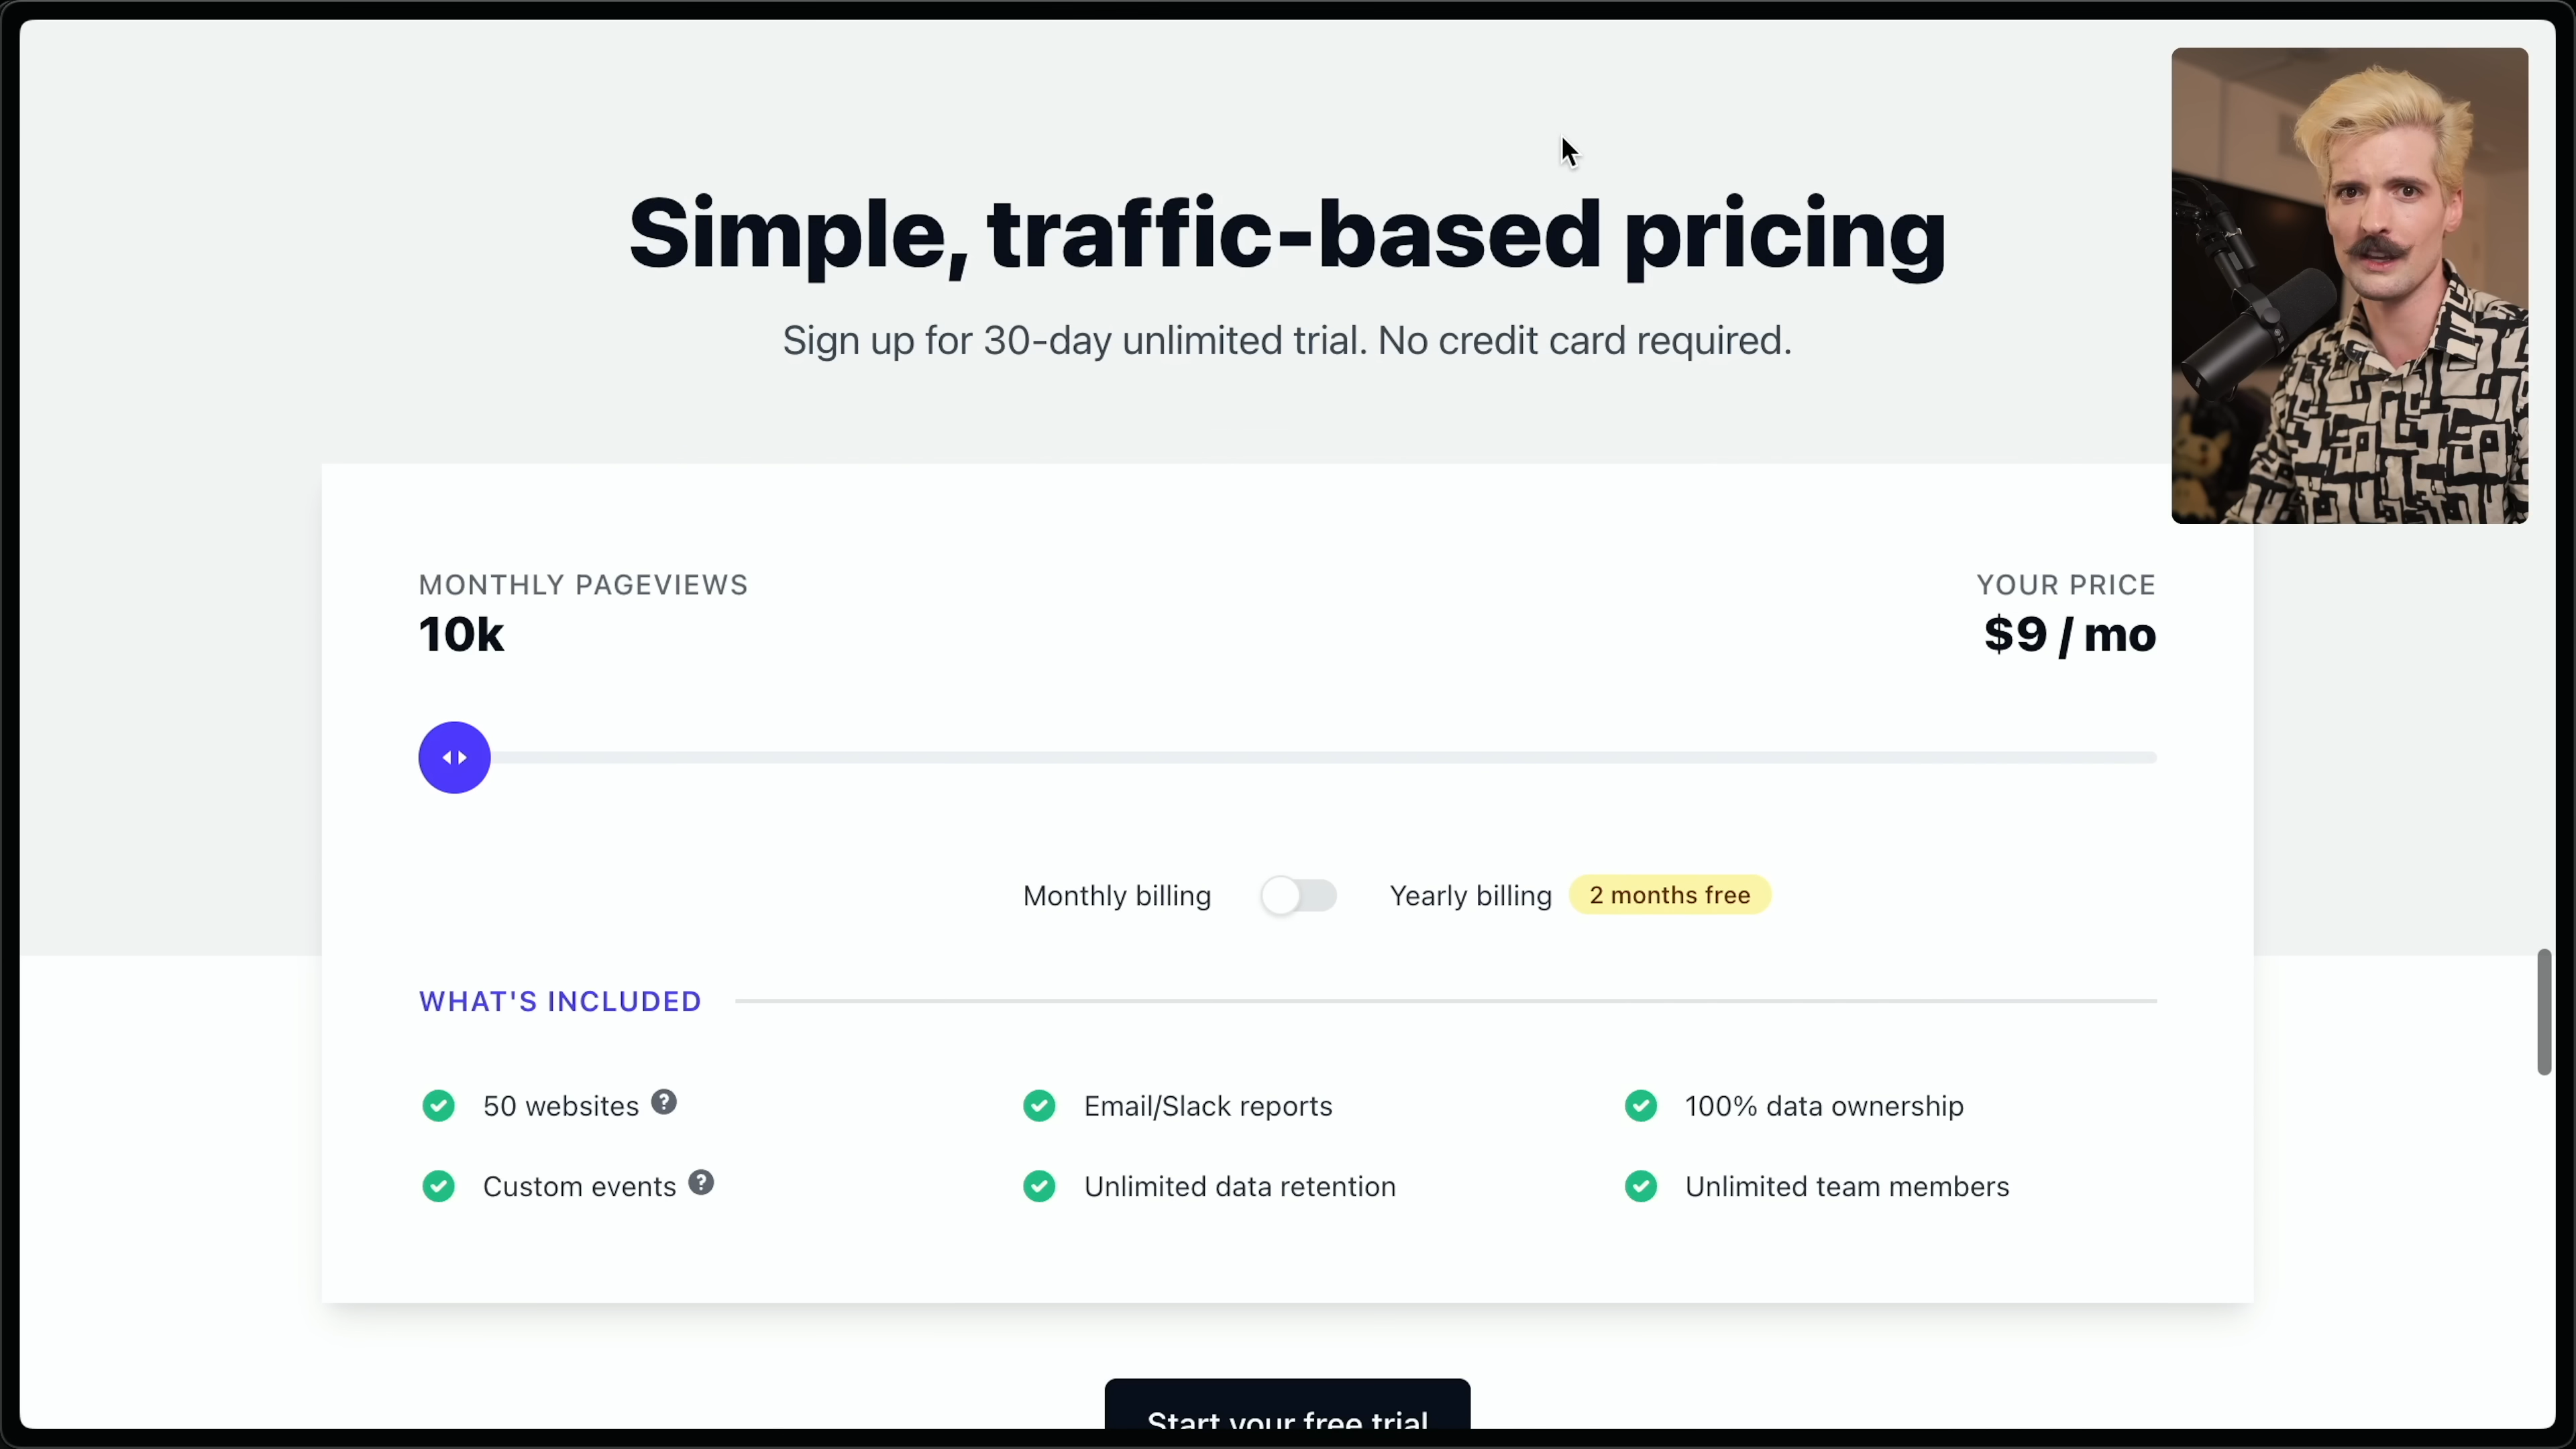 Simple, traffic-based pricing
Sign up for 30-day unlimited trial. No credit card required.
MONTHLY PAGEVIEWS
10k
YOUR PRICE
$9 / mo
Monthly billing
Yearly billing
2 months free
WHAT'S INCLUDED
50 websites ?
Email/Slack reports
100% data ownership
Custom events ?
Unlimited data retention
Unlimited team members
Start your free trial